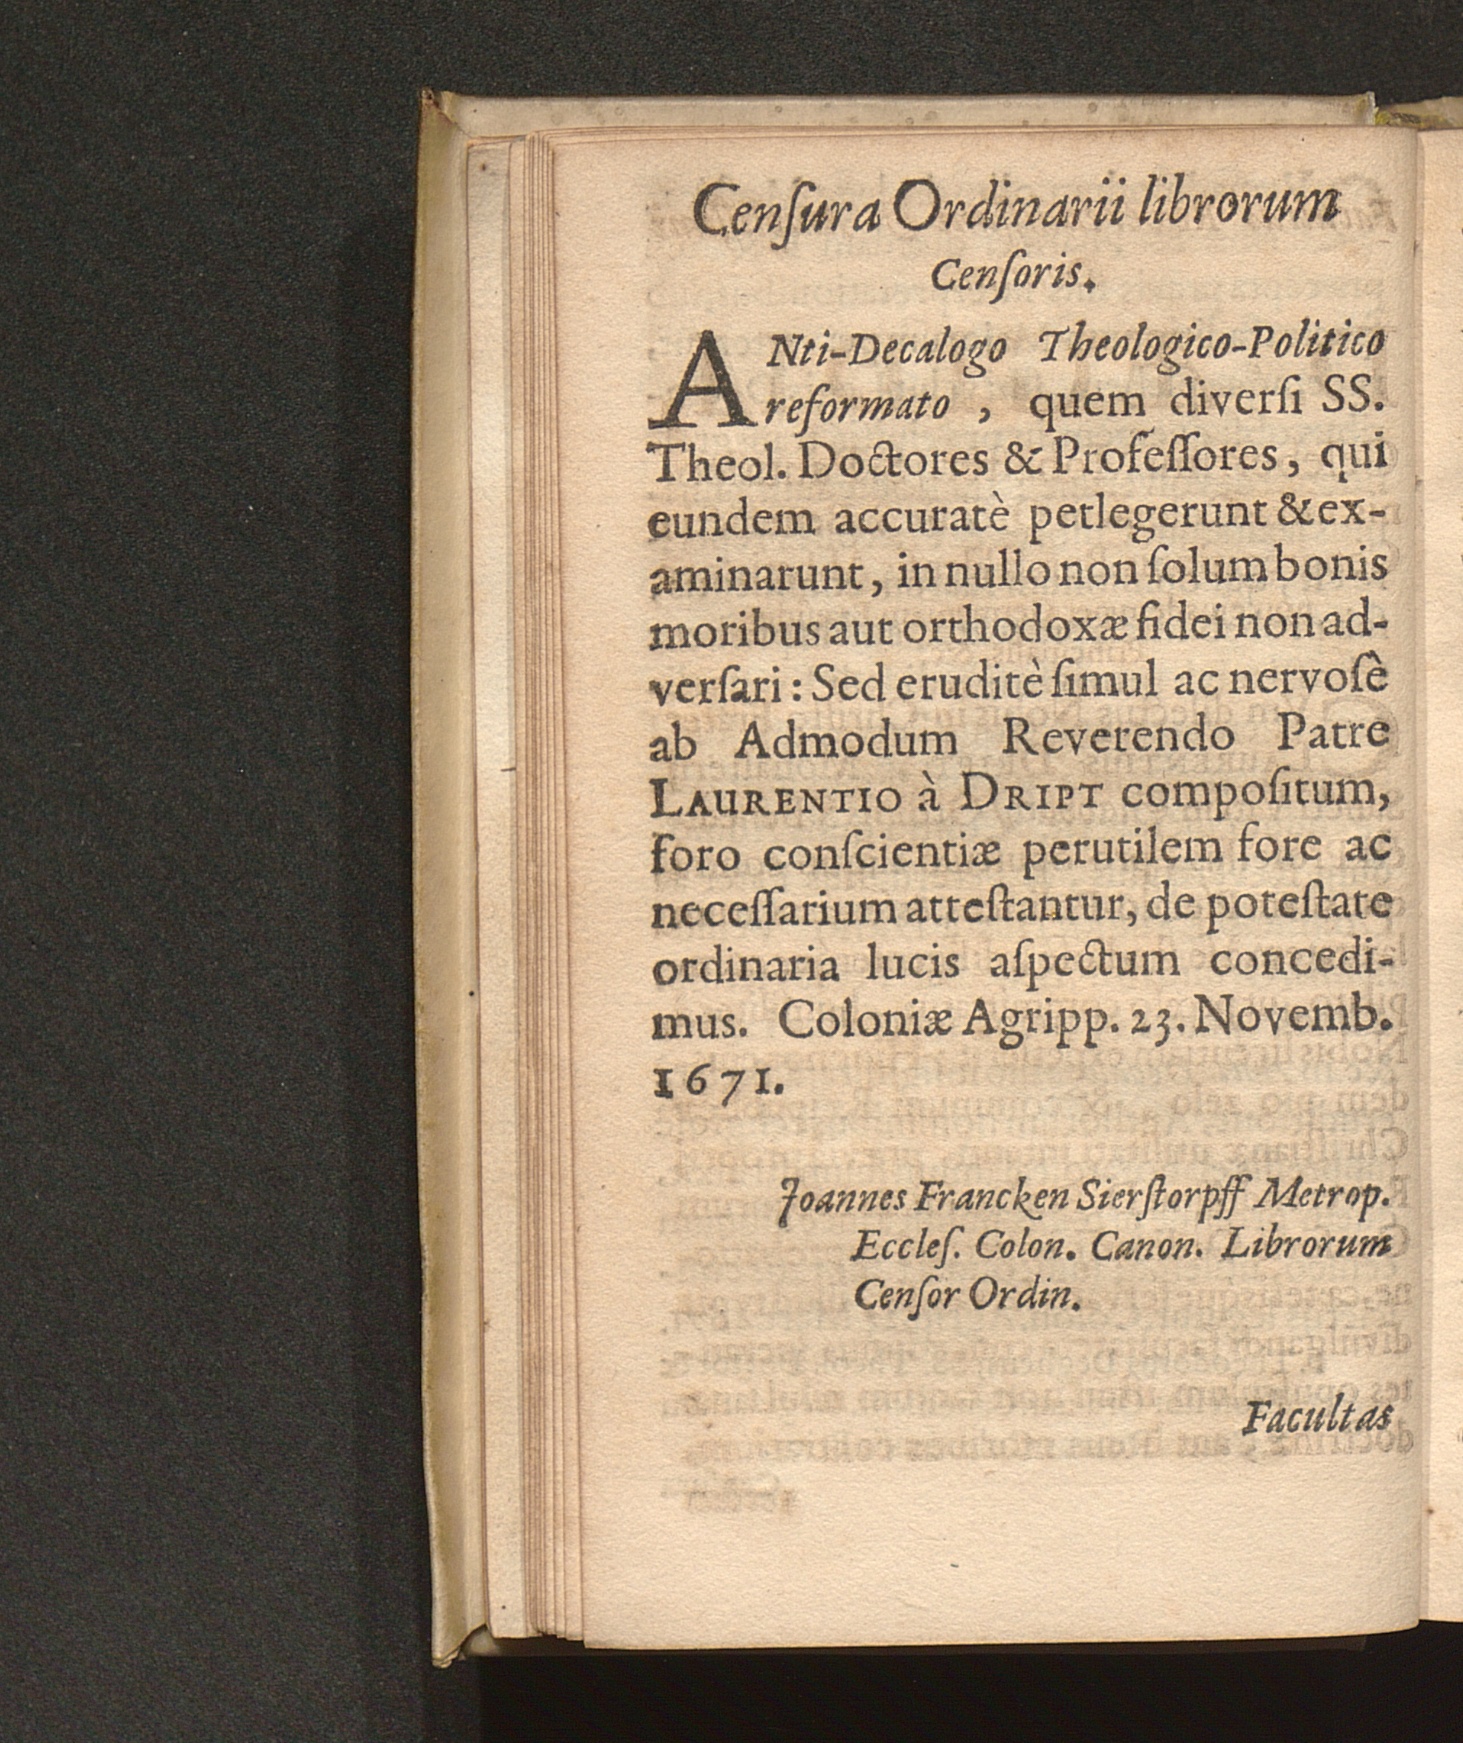 Cenſura Ordinarii librorum
Cenſoris.
ANti-Decalogo Theologico-Politico
reformato , quem diverſi SS.
Theol. Doctores & Profeſſores, qui
eundem accuratè petlegerunt & ex-
aminarunt, in nullo non ſolum bonis
moribus aut orthodoxæ fidei non ad-
verſari : Sed eruditè ſimul ac nervoſè
ab Admodum Reverendo Patre
LAURENTIO à DRIPT compoſitum,
foro conſcientiæ perutilem fore ac
neceſſarium atteſtantur, de poteſtate
ordinaria lucis aſpectum concedi-
mus. Coloniæ Agripp. 23. Novemb.
1671.
Joannes Francken Sierſtorpff Metrop.
Eccleſ. Colon. Canon. Librorum
Cenſor Ordin.
Facultas